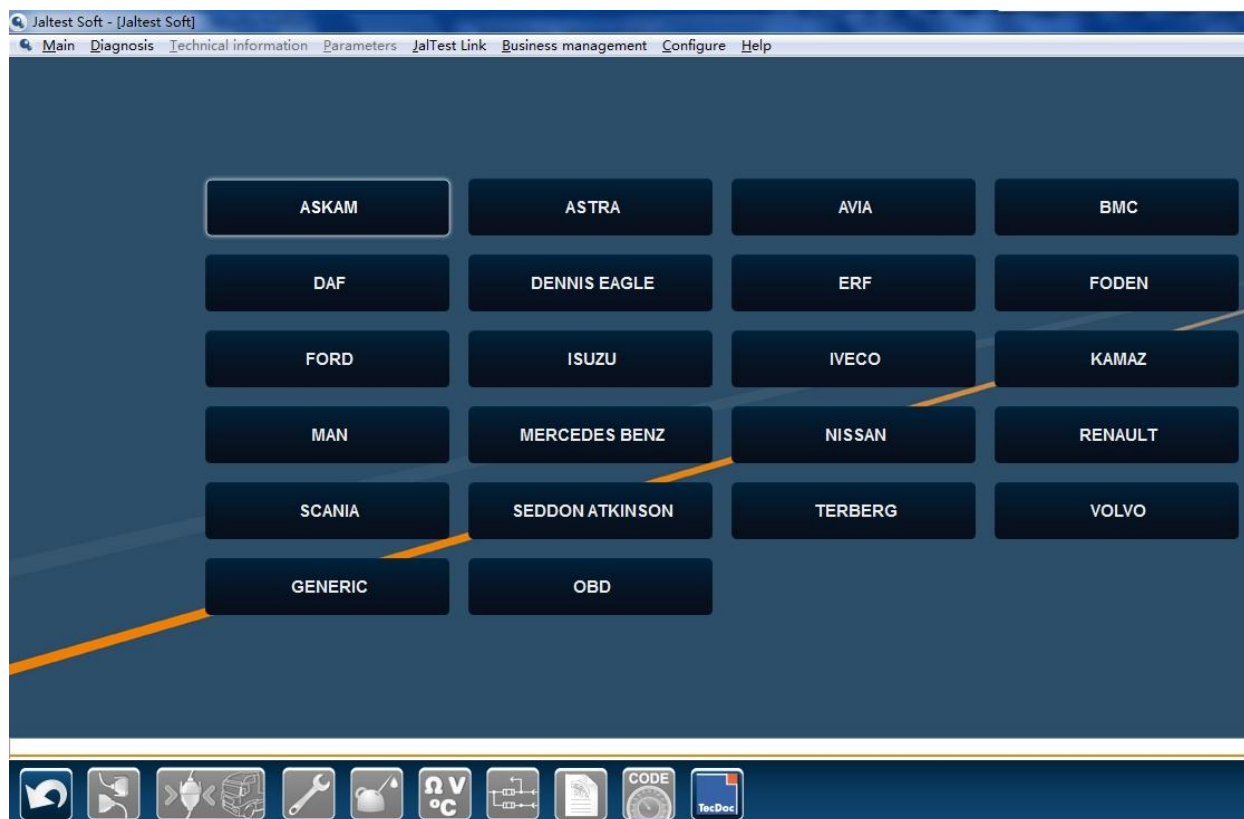 Jaltest Soft - [Jaltest Soft]
Main Diagnosis Technical information Parameters JalTest Link Business management Configure Help
ASKAM ASTRA AVIA BMC
DAF DENNIS EAGLE ERF FODEN
FORD ISUZU IVECO KAMAZ
MAN MERCEDES BENZ NISSAN RENAULT
SCANIA SEDDON ATKINSON TERBERG VOLVO
GENERIC OBD
Ω V CODE
°C TecDoc